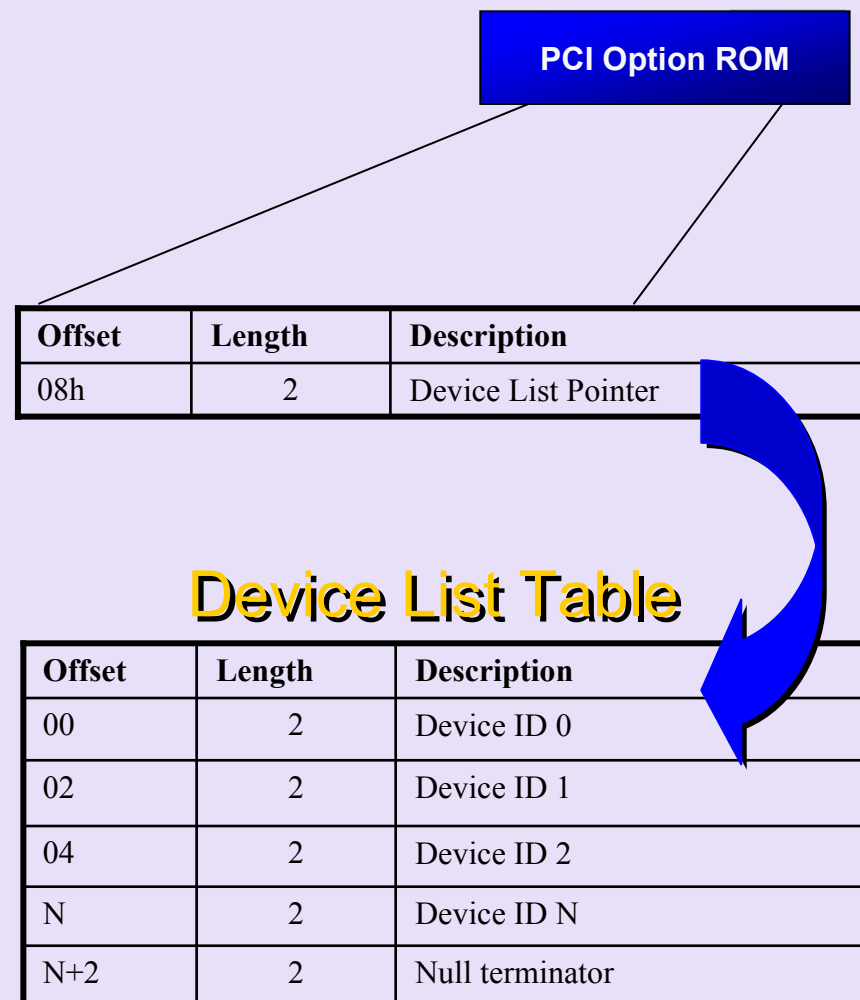 PCI Option ROM
Offset Length Description
08h 2 Device List Pointer
Device List Table
Offset Length Description
00 2 Device ID 0
02 2 Device ID 1
04 2 Device ID 2
N 2 Device ID N
N+2 2 Null terminator